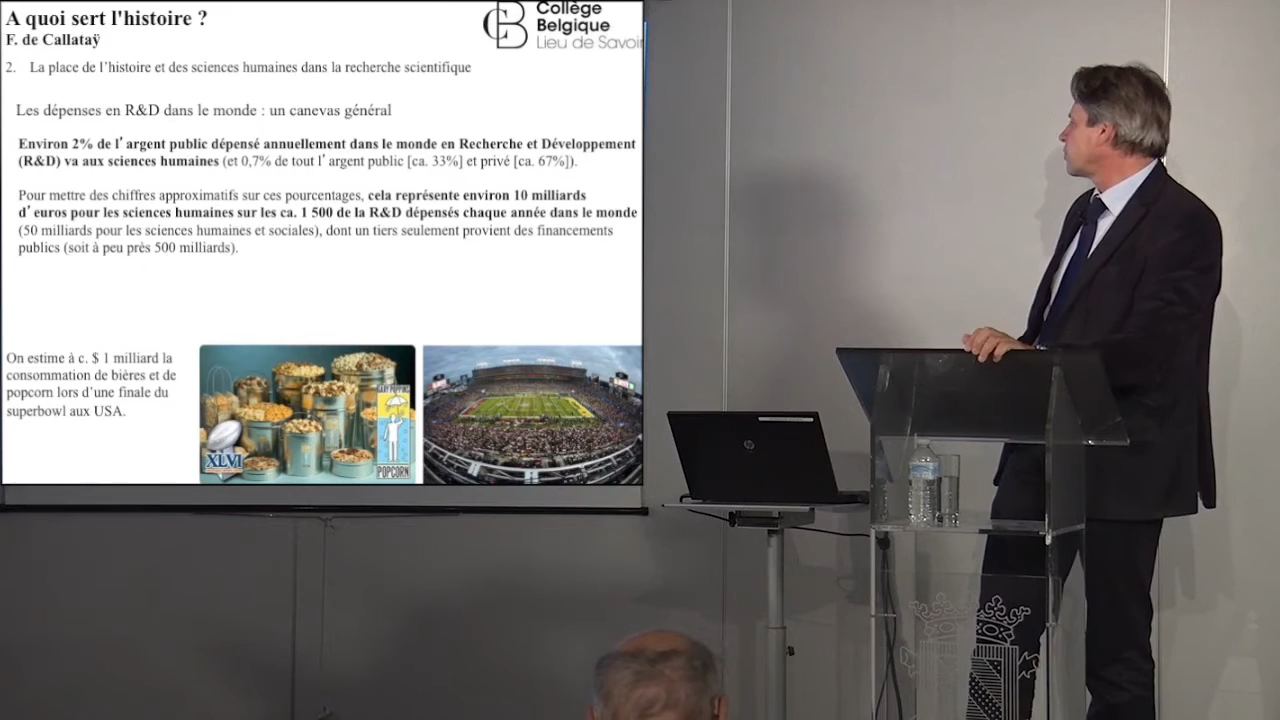 A quoi sert l'histoire ?
F. de Callataÿ
Collège
Belgique
Lieu de Savoir
2. La place de l'histoire et des sciences humaines dans la recherche scientifique
Les dépenses en R&D dans le monde : un canevas général
Environ 2% de l'argent public dépensé annuellement dans le monde en Recherche et Développement
(R&D) va aux sciences humaines (et 0,7% de tout l'argent public [ca. 33%] et privé [ca. 67%]).
Pour mettre des chiffres approximatifs sur ces pourcentages, cela représente environ 10 milliards
d'euros pour les sciences humaines sur les ca. 1 500 de la R&D dépensés chaque année dans le monde
(50 milliards pour les sciences humaines et sociales), dont un tiers seulement provient des financements
publics (soit à peu près 500 milliards).
On estime à c. $ 1 milliard la
consommation de bières et de
popcorn lors d'une finale du
superbowl aux USA.
XLVI
POPCORN
hp